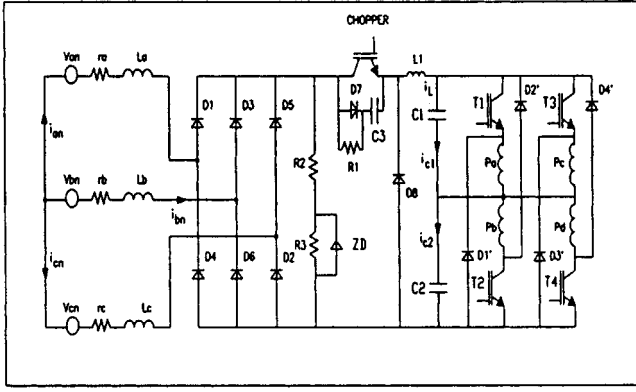 CHOPPER
Van ra La
D1 D3 D5
D7
C3
R1
L1
iL
C1
T1 D2' T3 D4'
ian
R2
ic1
Pa Pc
Vbn rb Lb
ibn
D8
R3 ZD
ic2
Pb Pd
icn
D4 D6 D2
D1' D3'
C2
T2 T4
Vcn rc Lc